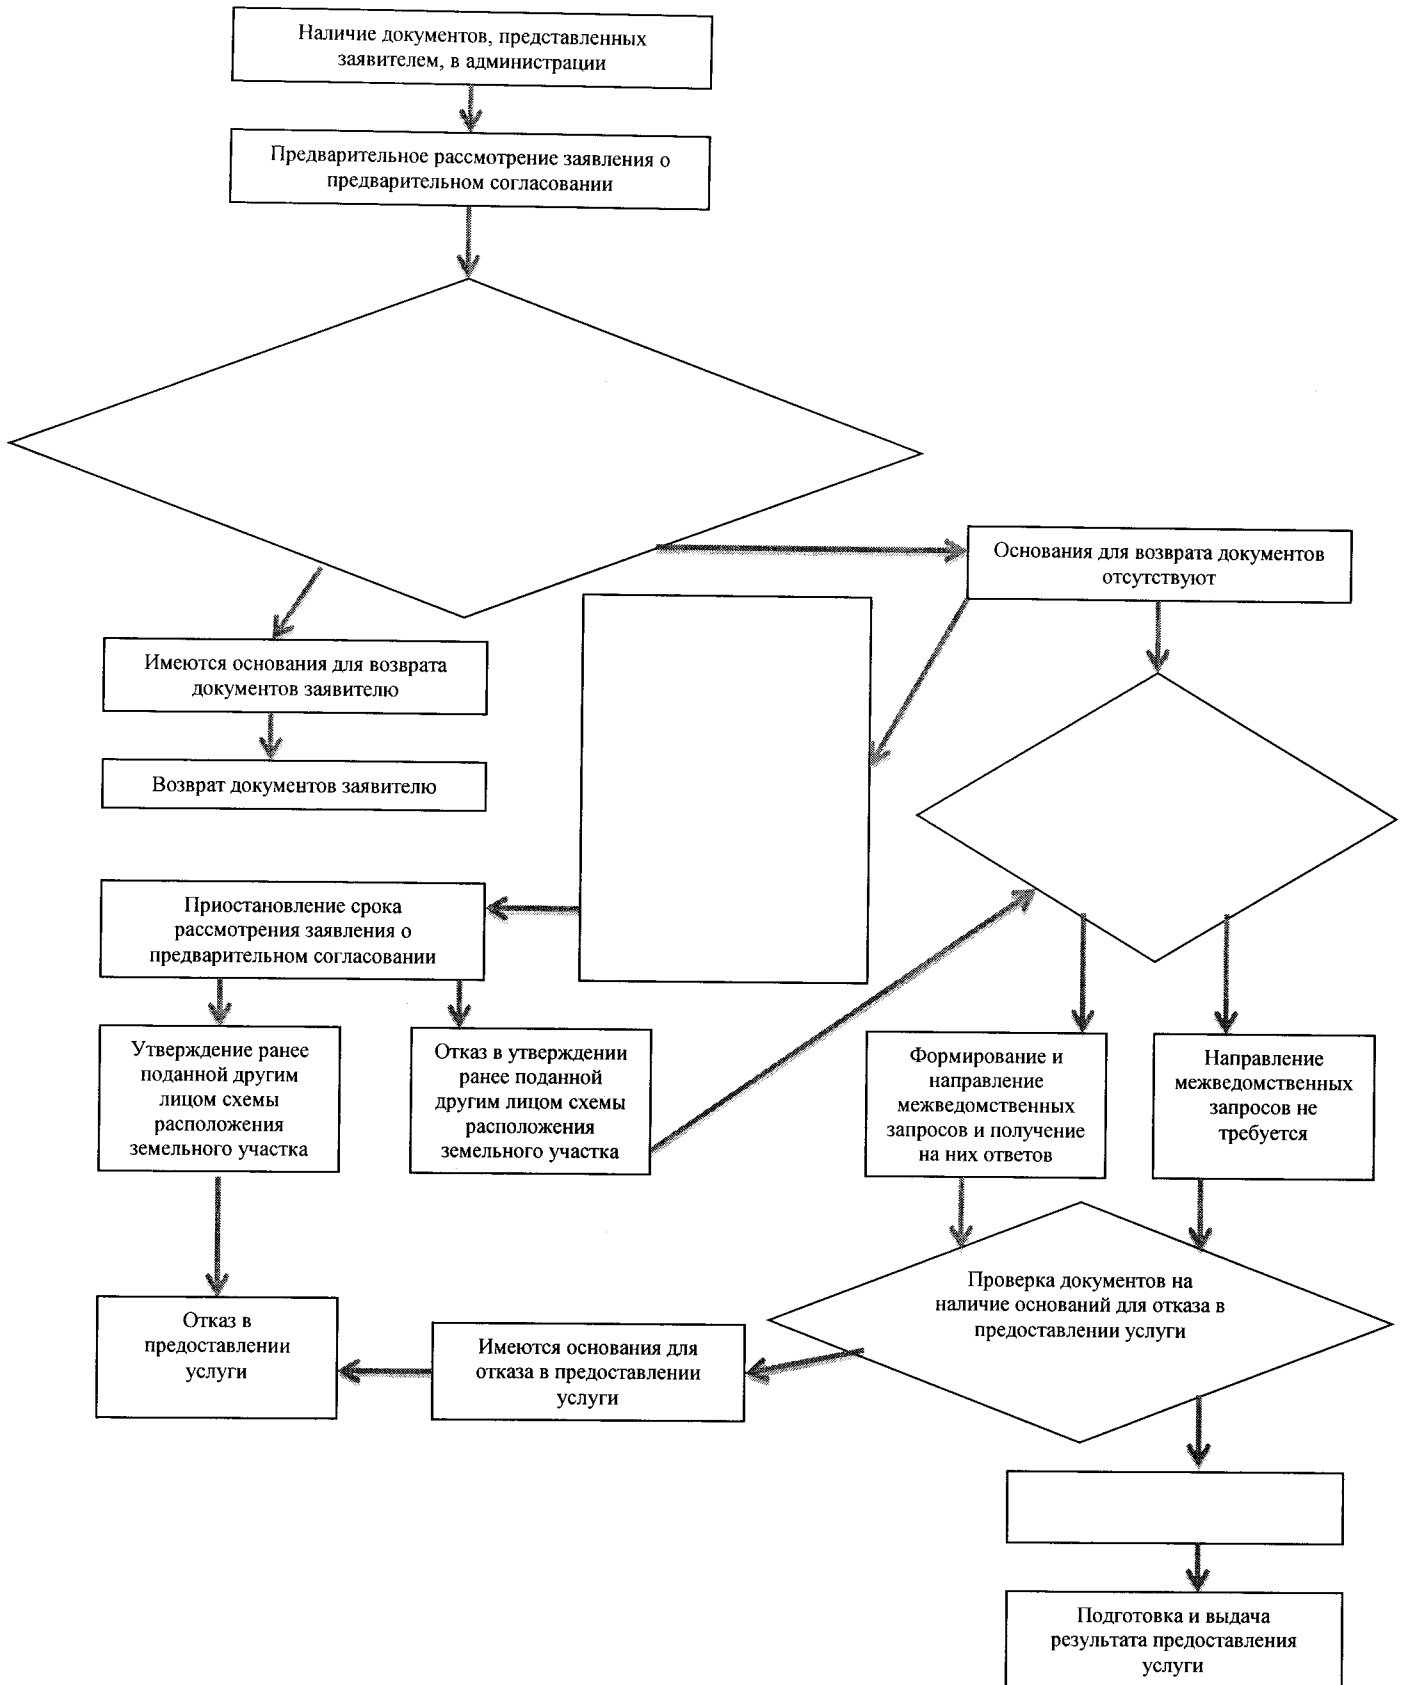 Наличие документов, представленных
заявителем, в администрации
Предварительное рассмотрение заявления о
предварительном согласовании
Основания для возврата документов
отсутствуют
Имеются основания для возврата
документов заявителю
Возврат документов заявителю
Приостановление срока
рассмотрения заявления о
предварительном согласовании
Утверждение ранее
поданной другим
лицом схемы
расположения
земельного участка
Отказ в утверждении
ранее поданной
другим лицом схемы
расположения
земельного участка
Формирование и
направление
межведомственных
запросов и получение
на них ответов
Направление
межведомственных
запросов не
требуется
Проверка документов на
наличие оснований для отказа в
предоставлении услуги
Отказ в
предоставлении
услуги
Имеются основания для
отказа в предоставлении
услуги
Подготовка и выдача
результата предоставления
услуги